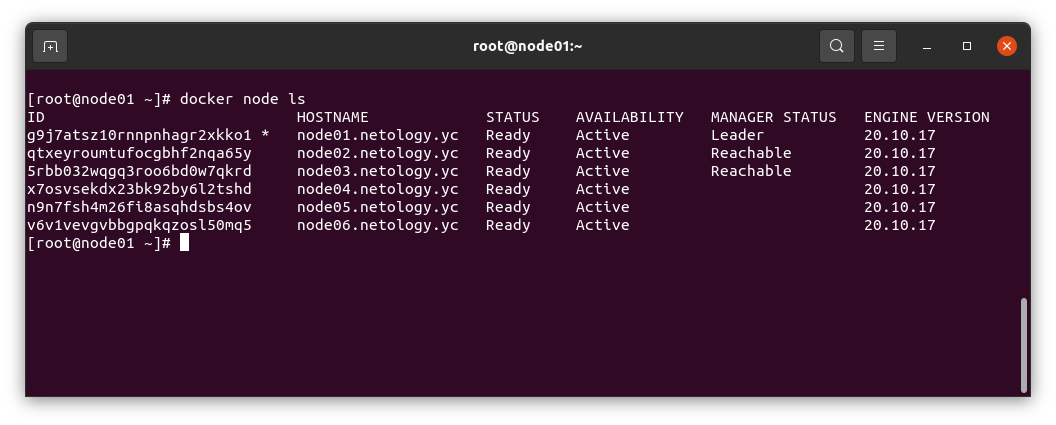 root@node01:~
[root@node01 ~]# docker node ls
ID HOSTNAME STATUS AVAILABILITY MANAGER STATUS ENGINE VERSION
g9j7atsz10rnnpnhagr2xkko1 * node01.netology.yc Ready Active Leader 20.10.17
qtxeyroumtufocgbhf2nqa65y node02.netology.yc Ready Active Reachable 20.10.17
5rbb032wqgq3roo6bd0w7qkrd node03.netology.yc Ready Active Reachable 20.10.17
x7osvsekdx23bk92by6l2tshd node04.netology.yc Ready Active 20.10.17
n9n7fsh4m26fi8asqhdsbs4ov node05.netology.yc Ready Active 20.10.17
v6v1vevgvbbgpqkqzosl50mq5 node06.netology.yc Ready Active 20.10.17
[root@node01 ~]#